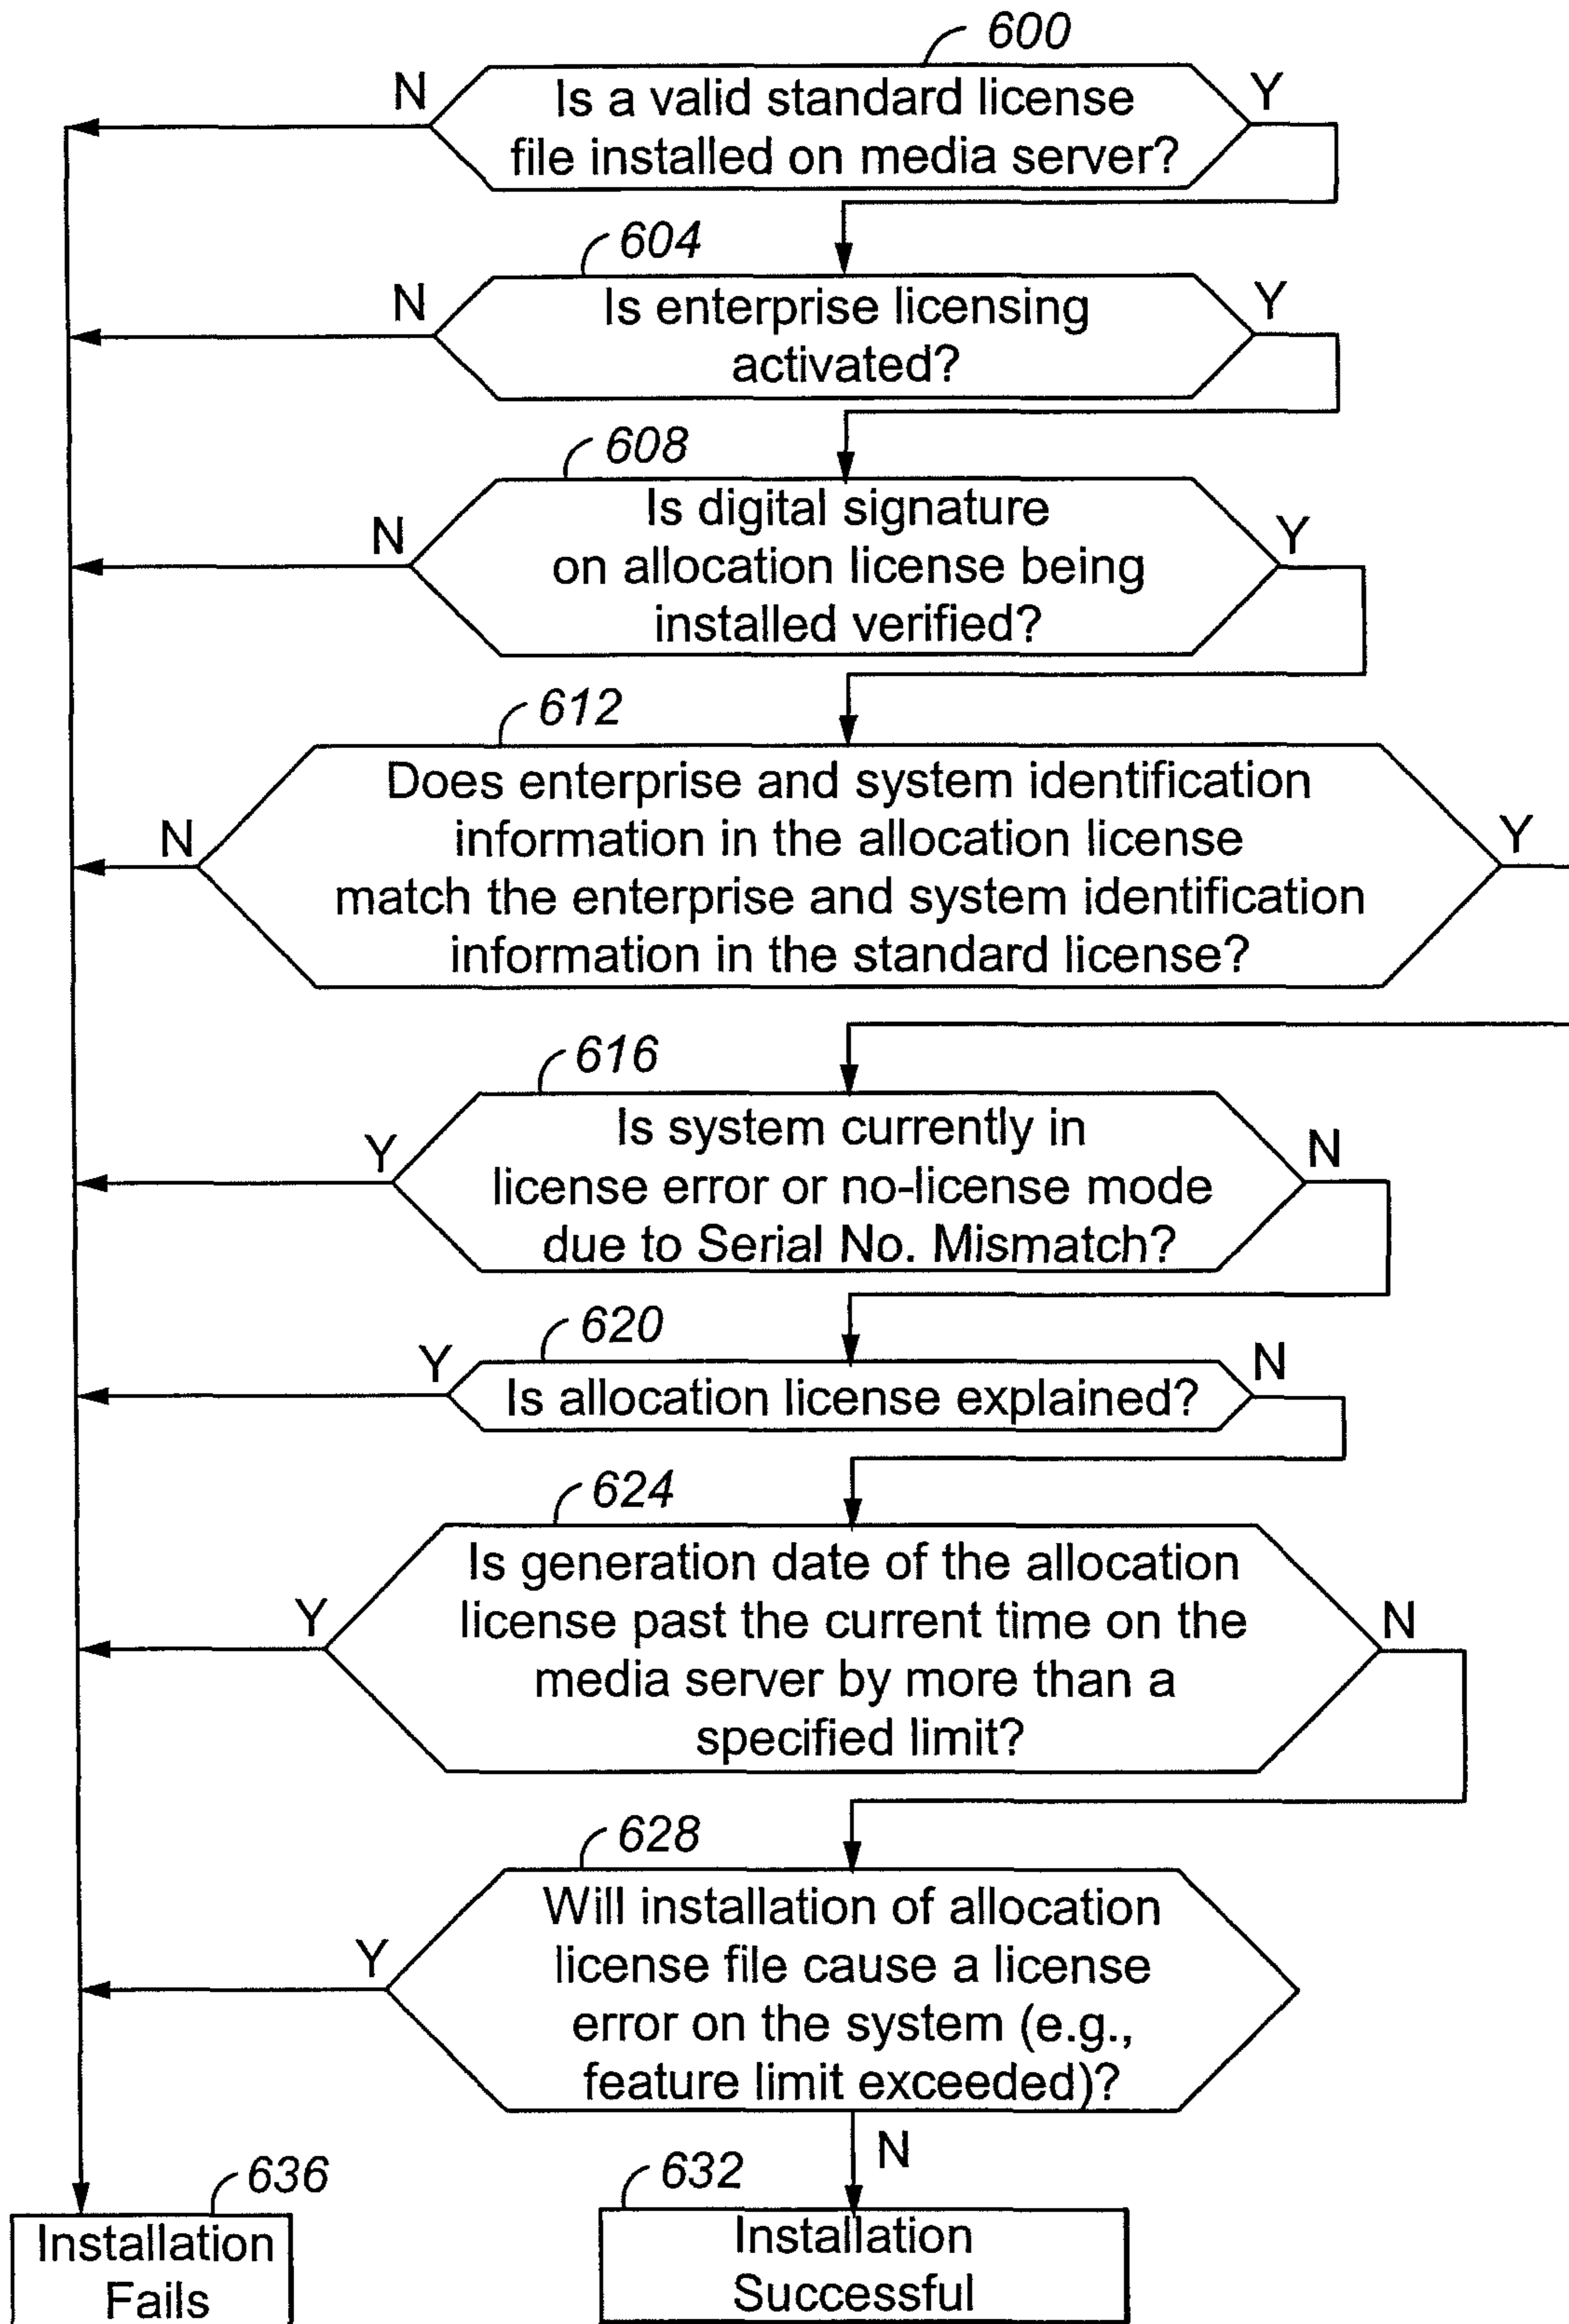 600
N
Is a valid standard license
file installed on media server?
Y
604
N
Is enterprise licensing
activated?
Y
608
N
Is digital signature
on allocation license being
installed verified?
Y
612
N
Does enterprise and system identification
information in the allocation license
match the enterprise and system identification
information in the standard license?
Y
616
Y
Is system currently in
license error or no-license mode
due to Serial No. Mismatch?
N
620
Y
Is allocation license explained?
N
624
Y
Is generation date of the allocation
license past the current time on the
media server by more than a
specified limit?
N
628
Y
Will installation of allocation
license file cause a license
error on the system (e.g.,
feature limit exceeded)?
N
636
Installation
Fails
632
Installation
Successful